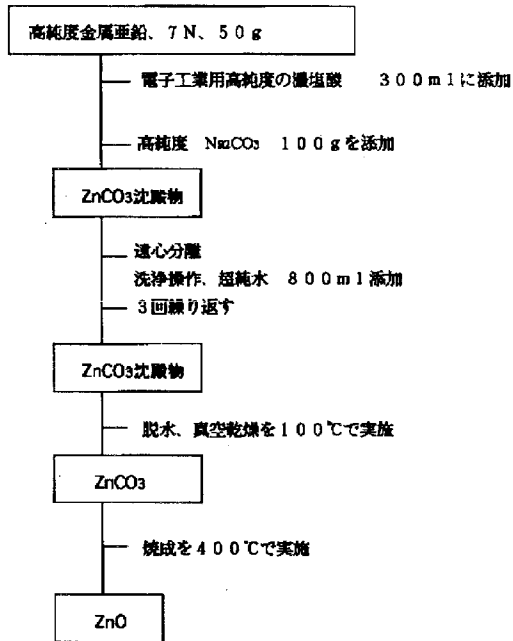 高純度金属亜鉛、7N、50g
電子工業用高純度の濃塩酸　300mlに添加
高純度 Na2CO3 100gを添加
ZnCO3沈殿物
遠心分離
洗浄操作、超純水 800ml添加
3回繰り返す
ZnCO3沈殿物
脱水、真空乾燥を100℃で実施
ZnCO3
焼成を400℃で実施
ZnO